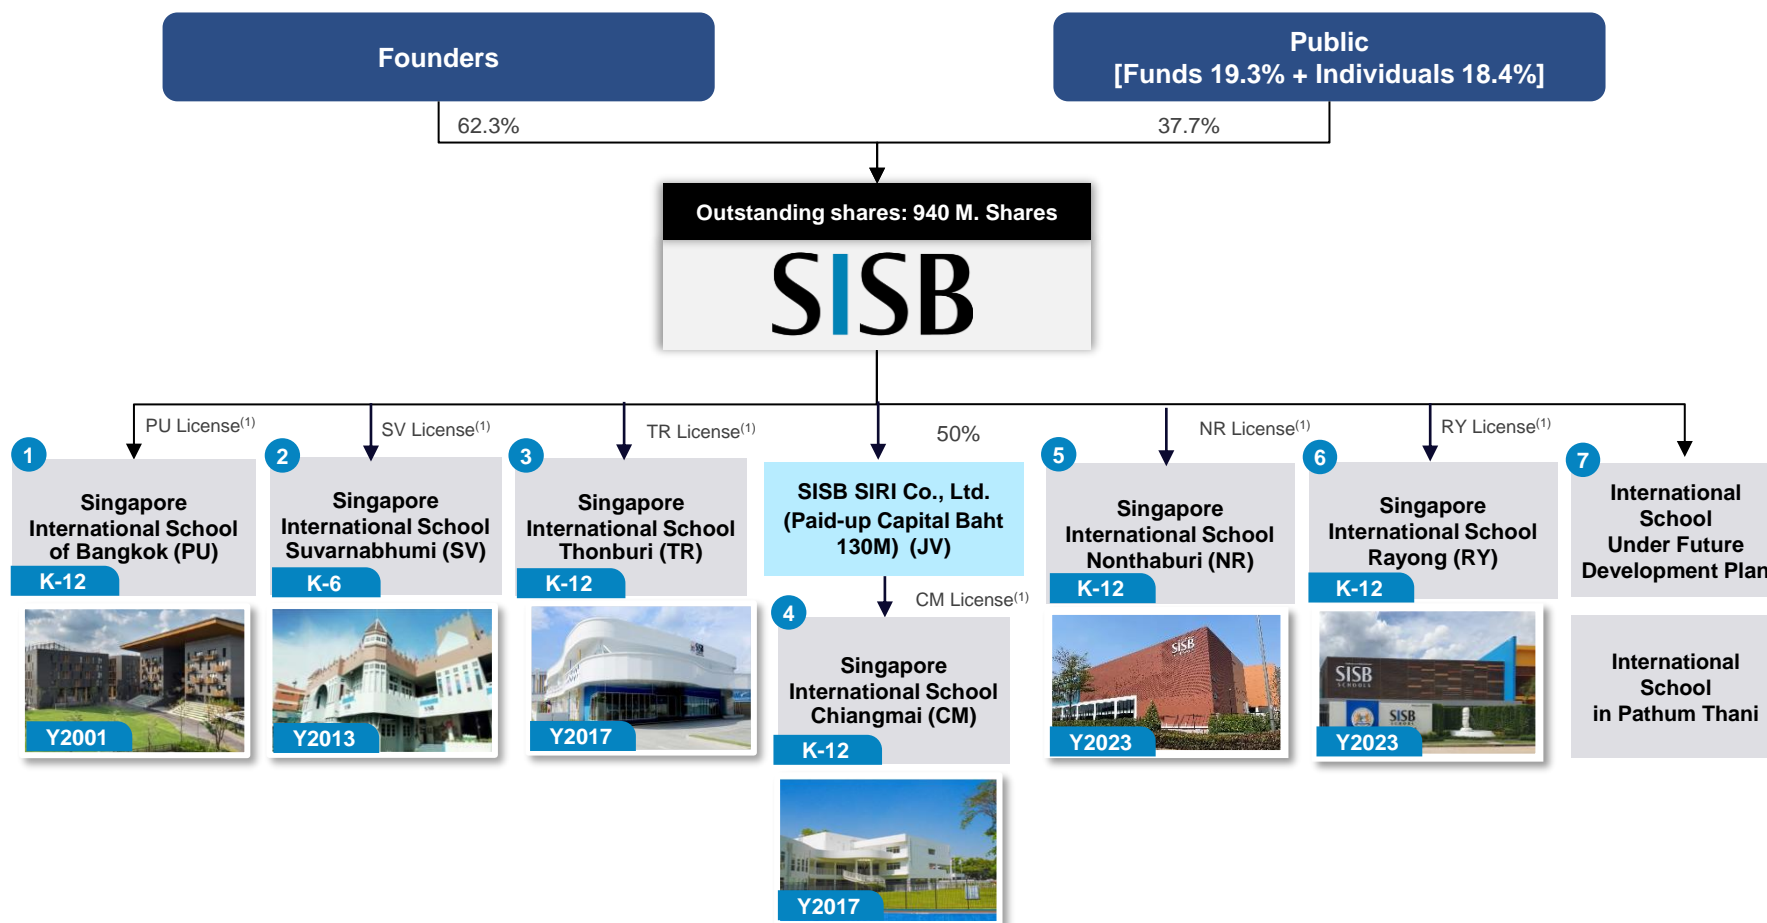 Founders
Public
[Funds 19.3% + Individuals 18.4%]
62.3%
37.7%
Outstanding shares: 940 M. Shares
SISB
PU License(1)
SV License(1)
TR License(1)
50%
NR License(1)
RY License(1)
1
Singapore
International School
of Bangkok (PU)
K-12
Y2001
2
Singapore
International School
Suvarnabhumi (SV)
K-6
Y2013
3
Singapore
International School
Thonburi (TR)
K-12
Y2017
SISB SIRI Co., Ltd.
(Paid-up Capital Baht
130M) (JV)
CM License(1)
4
Singapore
International School
Chiangmai (CM)
K-12
Y2017
5
Singapore
International School
Nonthaburi (NR)
K-12
SISB
Y2023
6
Singapore
International School
Rayong (RY)
K-12
SISB
SCHOOLS
SISB
SCHOOL
Y2023
7
International
School
Under Future
Development Plan
International
School
in Pathum Thani